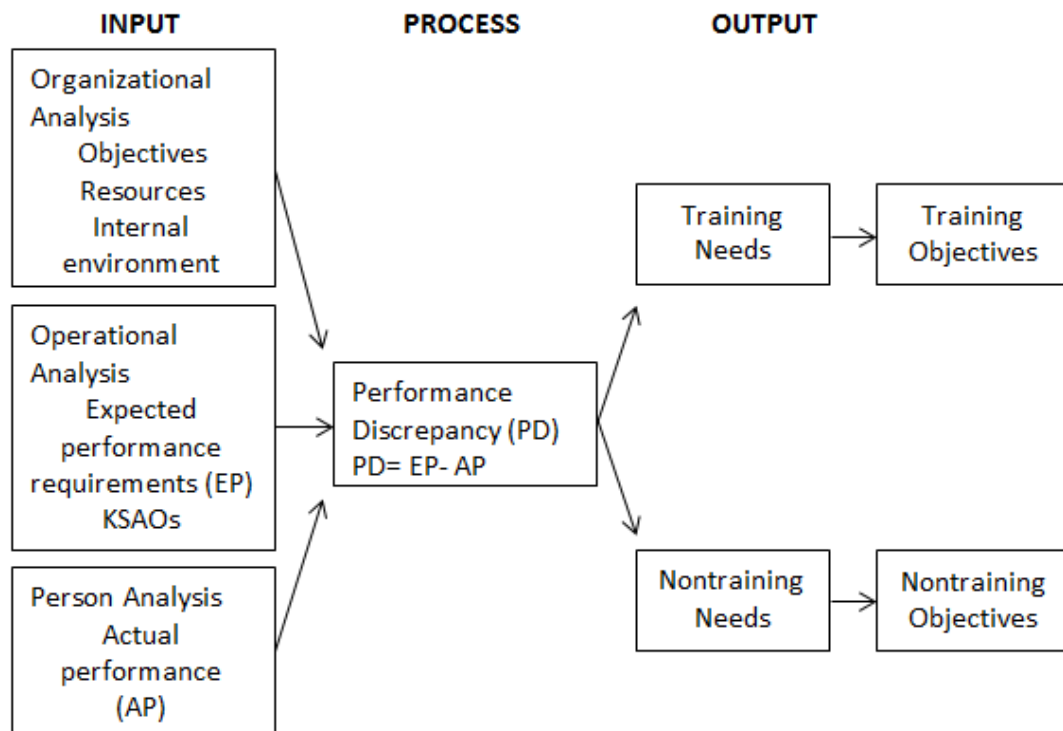 INPUT
PROCESS
OUTPUT
Organizational
Analysis
Objectives
Resources
Internal
environment
Operational
Analysis
Expected
performance
requirements (EP)
KSAOs
Person Analysis
Actual
performance
(AP)
Performance
Discrepancy (PD)
PD= EP- AP
Training
Needs
Training
Objectives
Nontraining
Needs
Nontraining
Objectives